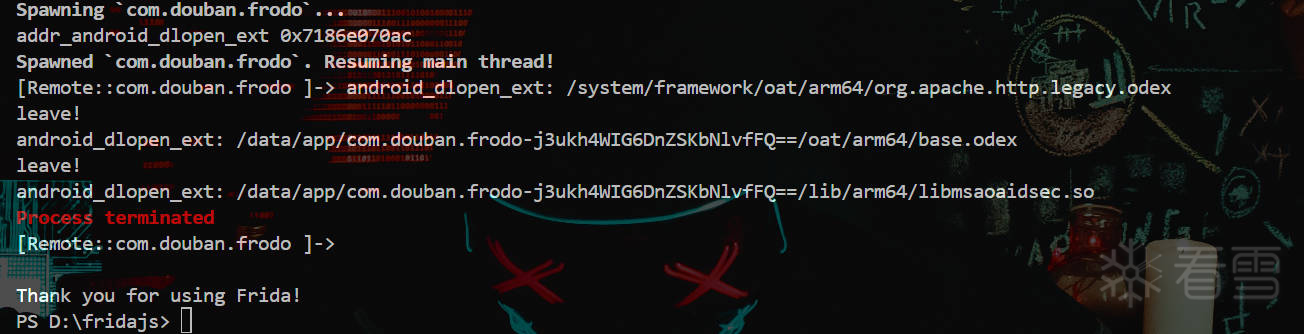 Spawning `com.douban.frodo`...
addr_android_dlopen_ext 0x7186e070ac
Spawned `com.douban.frodo`. Resuming main thread!
[Remote::com.douban.frodo ]-> android_dlopen_ext: /system/framework/oat/arm64/org.apache.http.legacy.odex
leave!
android_dlopen_ext: /data/app/com.douban.frodo-j3ukh4WIG6DnZSKbNlvfFQ==/oat/arm64/base.odex
leave!
android_dlopen_ext: /data/app/com.douban.frodo-j3ukh4WIG6DnZSKbNlvfFQ==/lib/arm64/libmsaoaidsec.so
Process terminated
[Remote::com.douban.frodo ]->
Thank you for using Frida!
PS D:\fridajs>
看雪